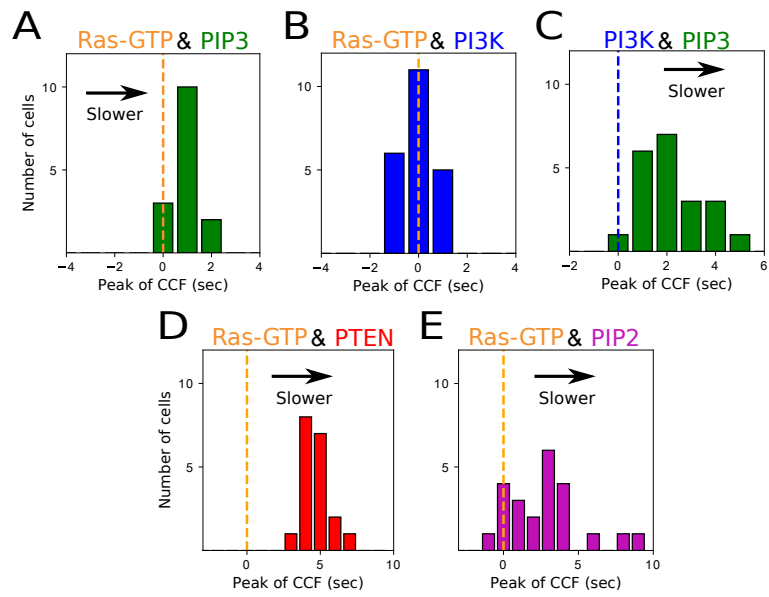 A
Ras-GTP & PIP3
Number of cells
10
5
Slower
−4 −2 0 2 4
Peak of CCF (sec)
B
Ras-GTP & PI3K
10
5
−4 −2 0 2 4
Peak of CCF (sec)
C
PI3K & PIP3
10
5
Slower
−2 0 2 4 6
Peak of CCF (sec)
D
Ras-GTP & PTEN
Number of cells
10
5
Slower
0 5 10
Peak of CCF (sec)
E
Ras-GTP & PIP2
10
5
Slower
0 5 10
Peak of CCF (sec)